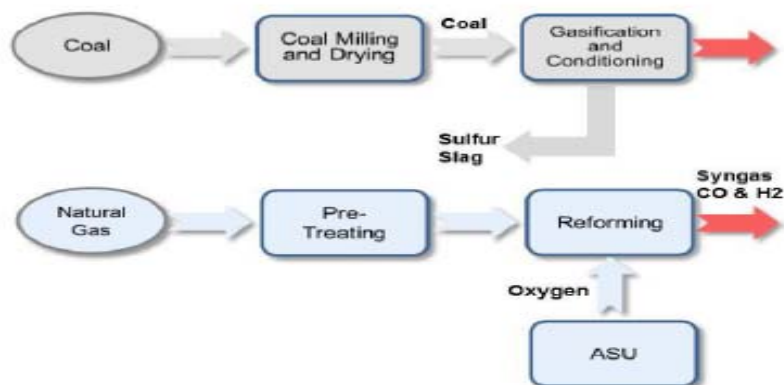 Coal
Coal Milling
and Drying
Coal
Gasification
and
Conditioning
Sulfur
Slag
Natural
Gas
Pre-
Treating
Reforming
Syngas
CO & H2
Oxygen
ASU